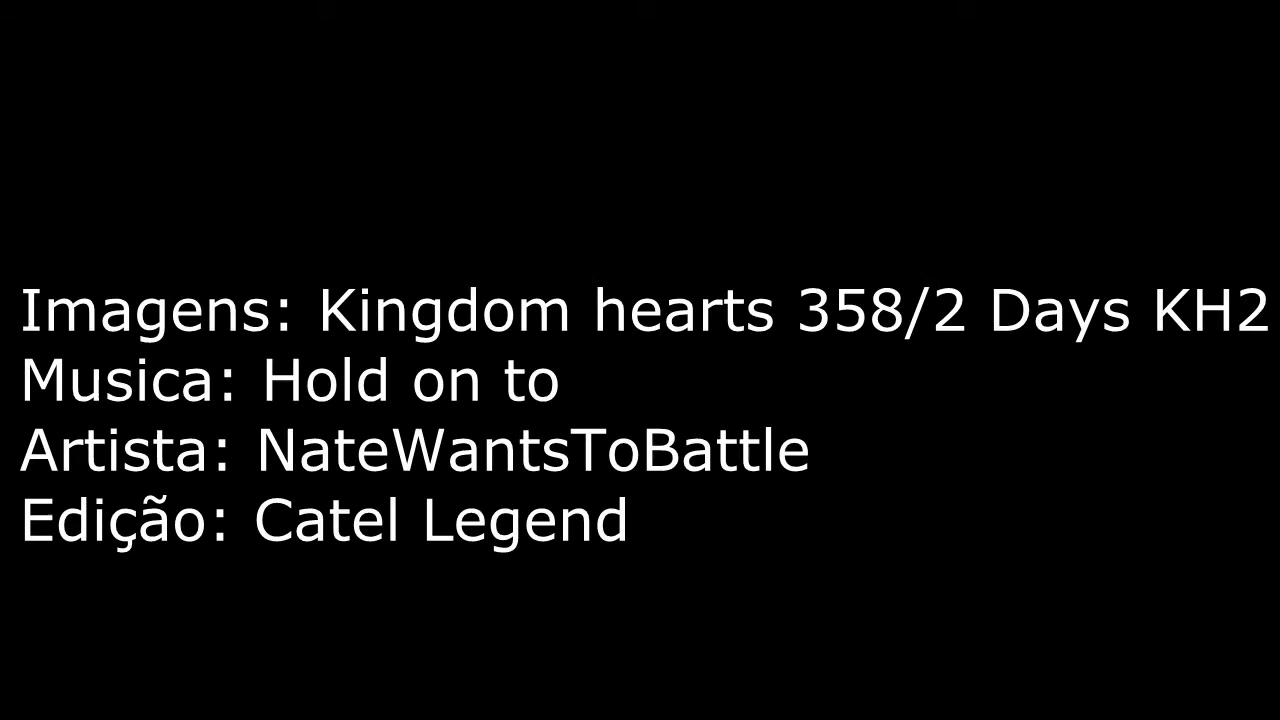 Imagens: Kingdom hearts 358/2 Days KH2
Musica: Hold on to
Artista: NateWantsToBattle
Edição: Catel Legend